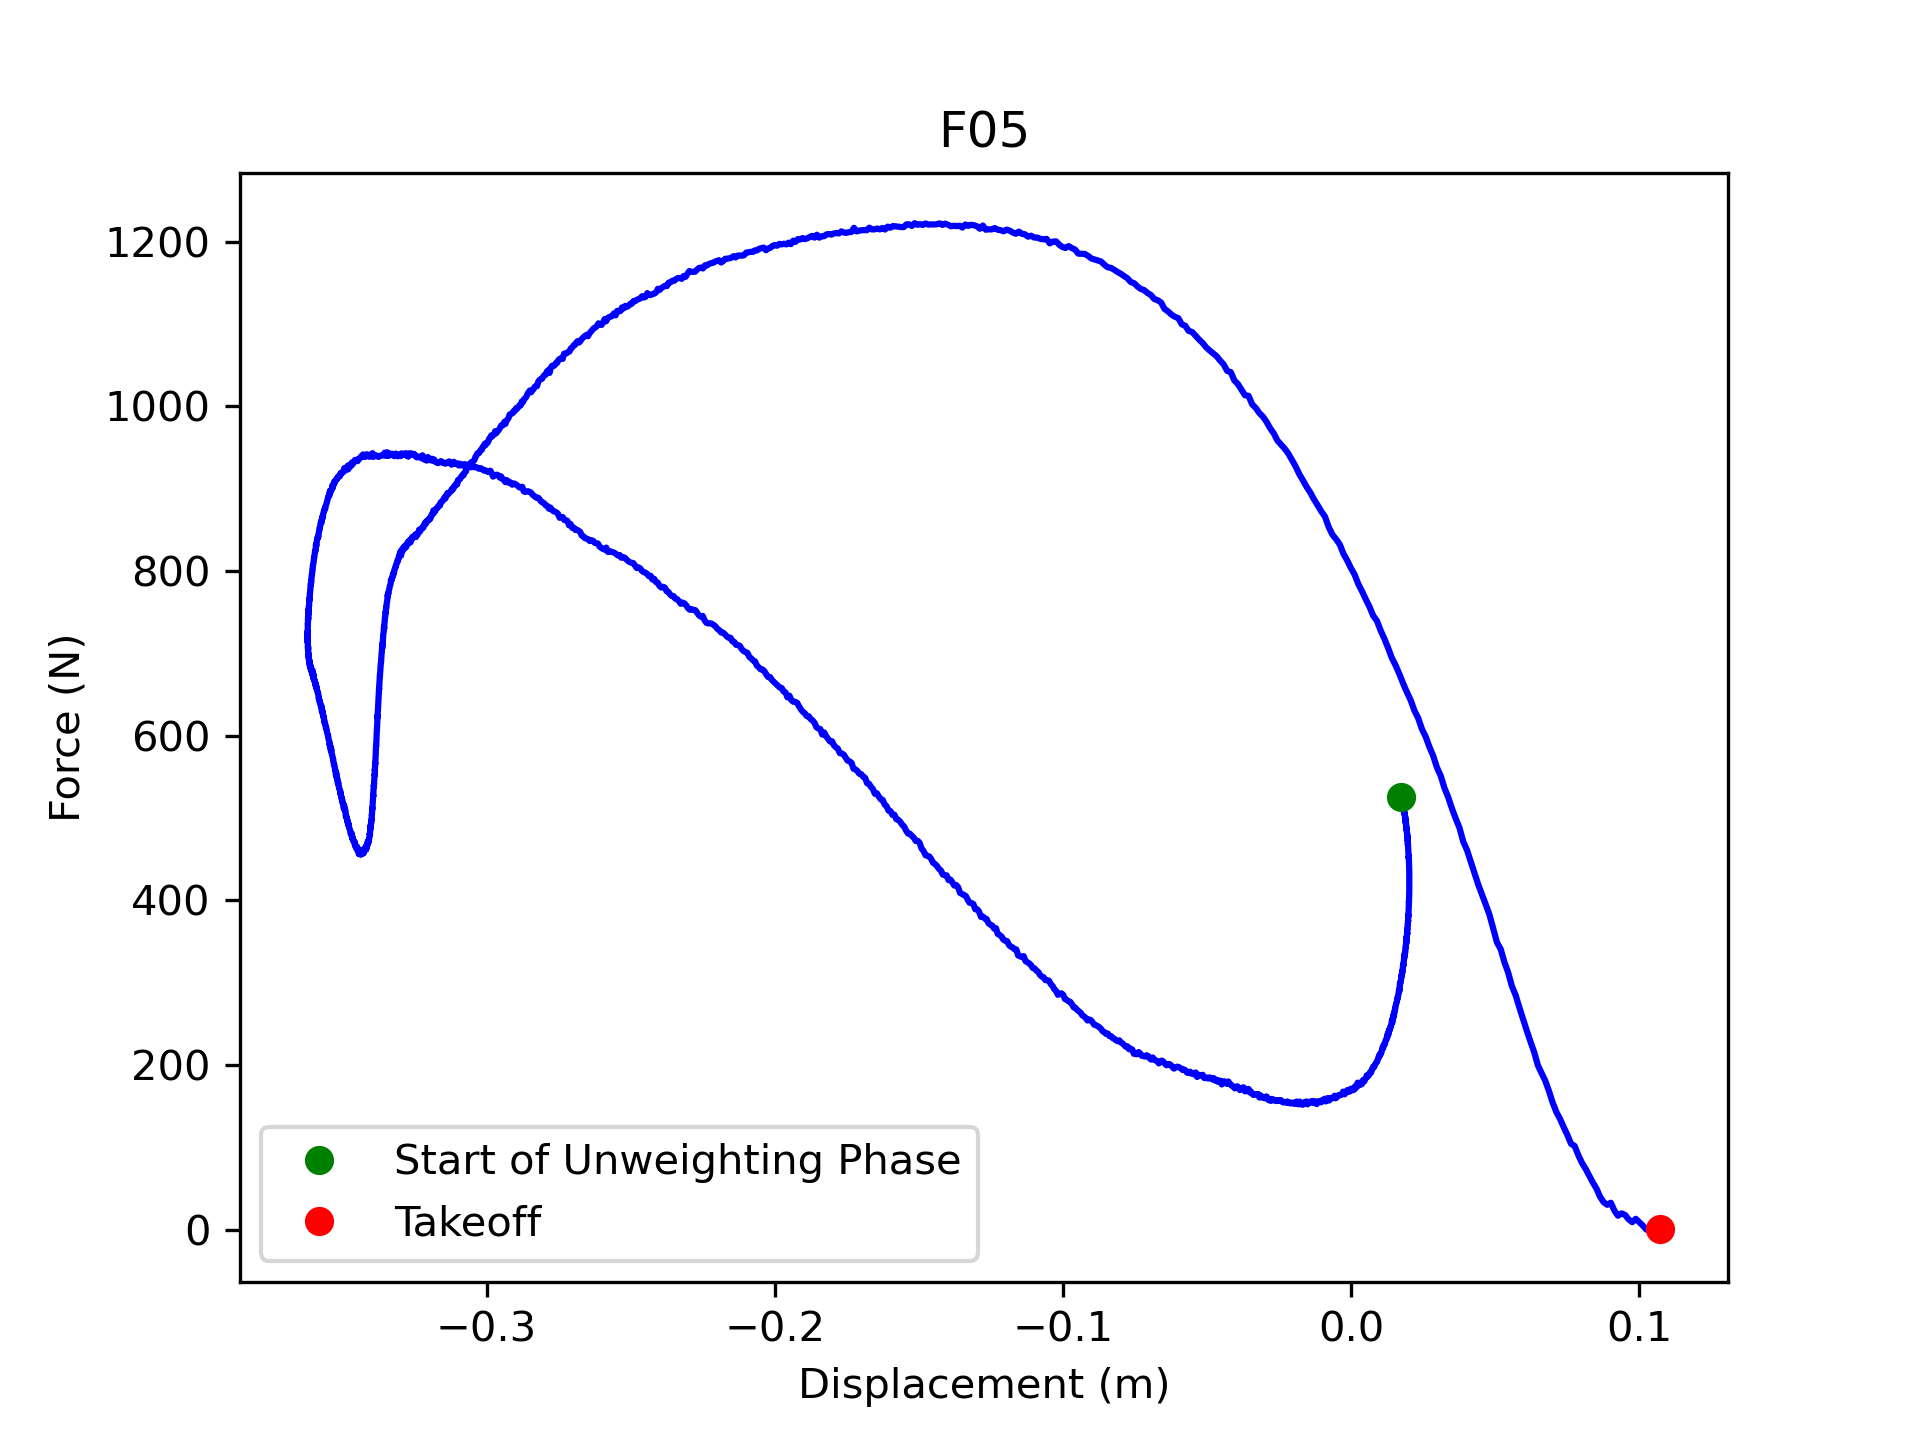 F05
1200
1000
800
600
400
200
0
Force (N)
Start of Unweighting Phase
Takeoff
−0.3
−0.2
−0.1
0.0
0.1
Displacement (m)